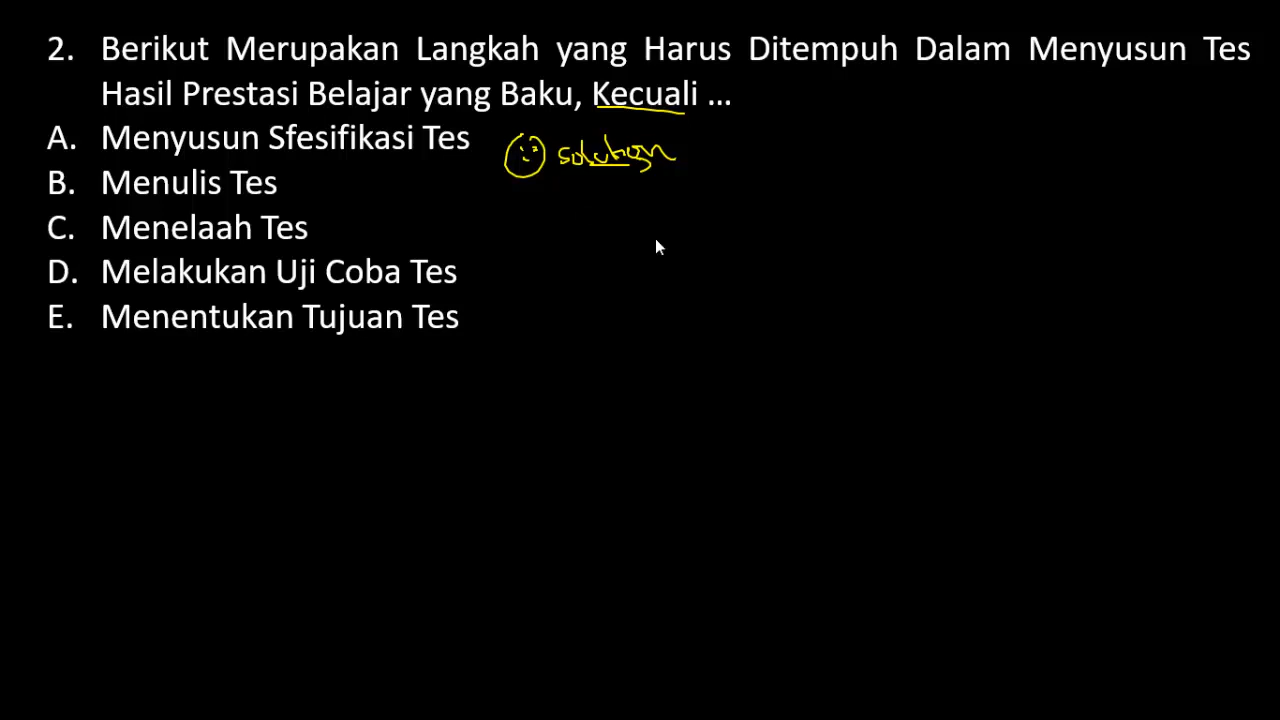 2. Berikut Merupakan Langkah yang Harus Ditempuh Dalam Menyusun Tes
Hasil Prestasi Belajar yang Baku, Kecuali ...
A. Menyusun Sfesifikasi Tes
solution
B. Menulis Tes
C. Menelaah Tes
D. Melakukan Uji Coba Tes
E. Menentukan Tujuan Tes